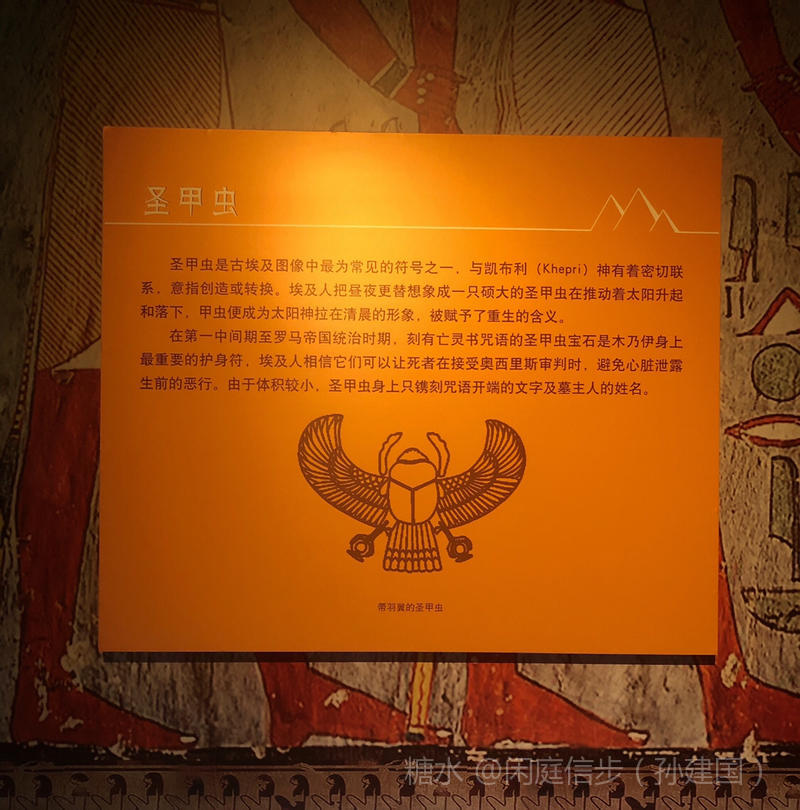 圣甲虫
圣甲虫是古埃及图像中最为常见的符号之一，与凯布利（Khepri）神有着密切联
系，意指创造或转换。埃及人把昼夜更替想象成一只硕大的圣甲虫在推动着太阳升起
和落下，甲虫便成为太阳神拉在清晨的形象，被赋予了重生的含义。
在第一中间期至罗马帝国统治时期，刻有亡灵书咒语的圣甲虫宝石是木乃伊身上
最重要的护身符，埃及人相信它们可以让死者在接受奥西里斯审判时，避免心脏泄露
生前的恶行。由于体积较小，圣甲虫身上只镌刻咒语开端的文字及墓主人的姓名。
带羽翼的圣甲虫
糖水 @闲庭信步（孙建国）